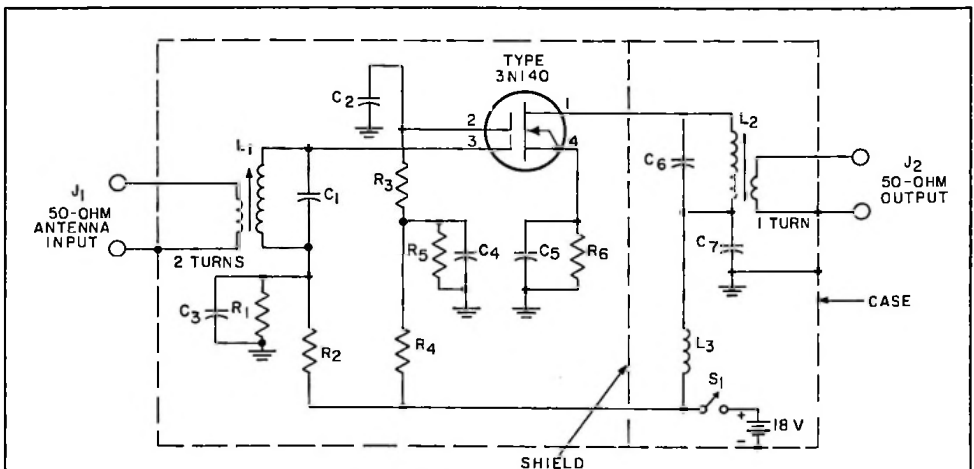 TYPE
3N140
C2
1
2
3
4
L1
L2
J1
50-OHM
ANTENNA
INPUT
C1
R3
C6
J2
50-OHM
OUTPUT
2 TURNS
1 TURN
R5
C4
C5
R6
C7
C3
R1
CASE
R2
R4
L3
S1
+
18 V
-
SHIELD